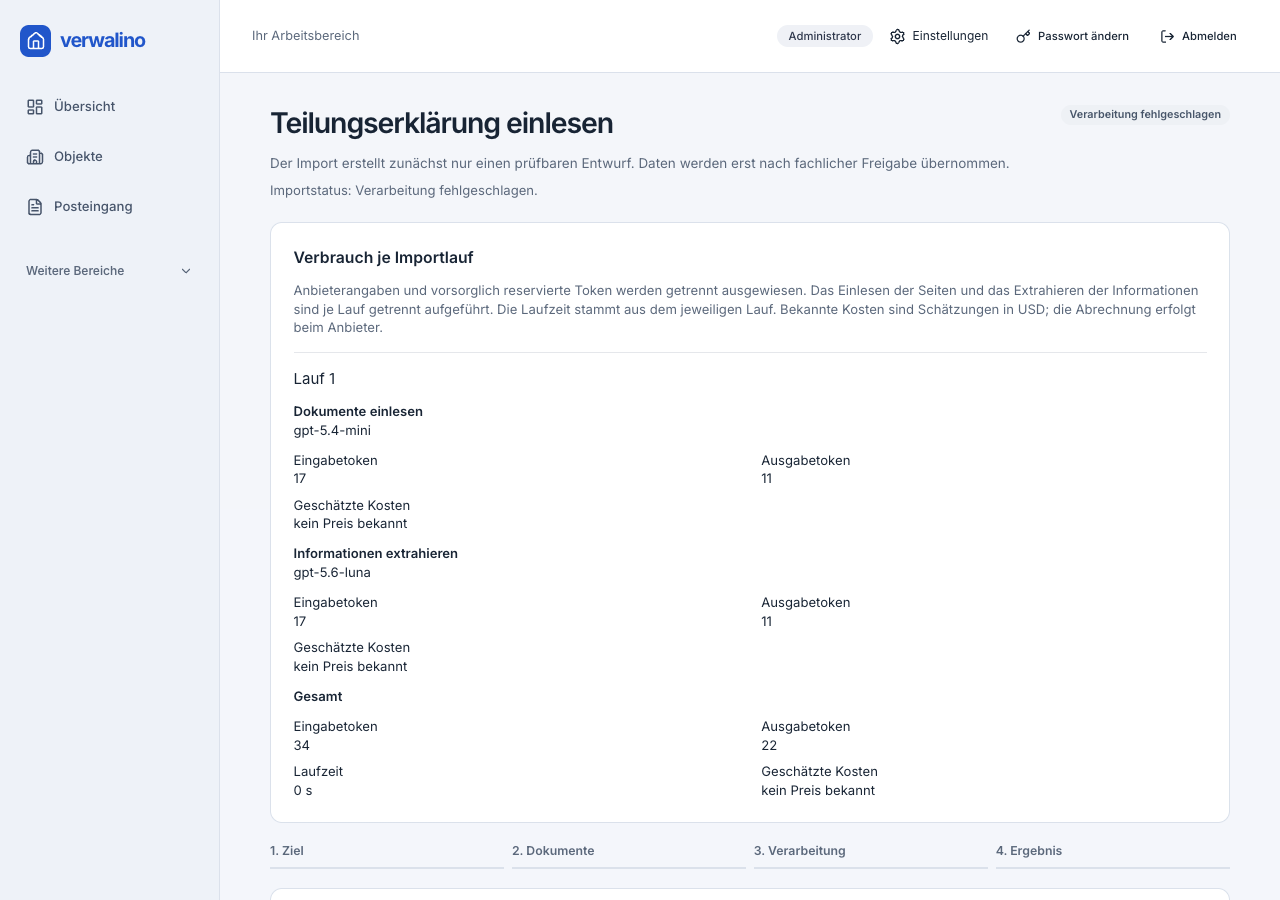 verwalino
Ihr Arbeitsbereich
Administrator
Einstellungen
Passwort ändern
Abmelden
Übersicht
Objekte
Posteingang
Weitere Bereiche
Teilungserklärung einlesen
Verarbeitung fehlgeschlagen
Der Import erstellt zunächst nur einen prüfbaren Entwurf. Daten werden erst nach fachlicher Freigabe übernommen.
Importstatus: Verarbeitung fehlgeschlagen.
Verbrauch je Importlauf
Anbieterangaben und vorsorglich reservierte Token werden getrennt ausgewiesen. Das Einlesen der Seiten und das Extrahieren der Informationen
sind je Lauf getrennt aufgeführt. Die Laufzeit stammt aus dem jeweiligen Lauf. Bekannte Kosten sind Schätzungen in USD; die Abrechnung erfolgt
beim Anbieter.
Lauf 1
Dokumente einlesen
gpt-5.4-mini
Eingabetoken
17
Ausgabetoken
11
Geschätzte Kosten
kein Preis bekannt
Informationen extrahieren
gpt-5.6-luna
Eingabetoken
17
Ausgabetoken
11
Geschätzte Kosten
kein Preis bekannt
Gesamt
Eingabetoken
34
Ausgabetoken
22
Laufzeit
0 s
Geschätzte Kosten
kein Preis bekannt
1. Ziel
2. Dokumente
3. Verarbeitung
4. Ergebnis